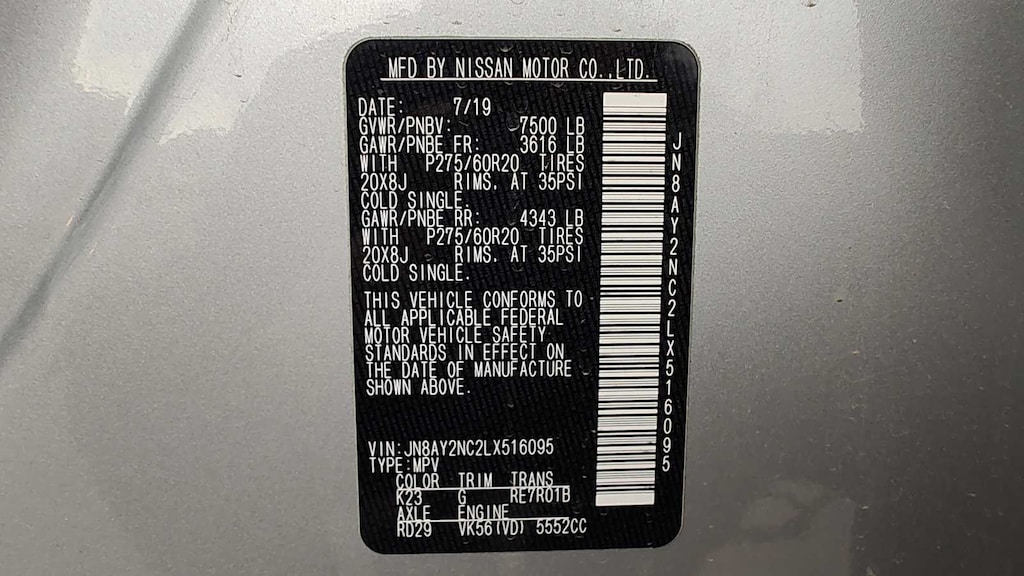 MFD BY NISSAN MOTOR CO.,LTD.
DATE: 7/19
GVWR/PNBV: 7500 LB
GAWR/PNBE FR: 3616 LB
WITH P275/60R20 TIRES
20X8J RIMS. AT 35PSI
COLD SINGLE.
GAWR/PNBE RR: 4343 LB
WITH P275/60R20 TIRES
20X8J RIMS. AT 35PSI
COLD SINGLE.
THIS VEHICLE CONFORMS TO
ALL APPLICABLE FEDERAL
MOTOR VEHICLE SAFETY
STANDARDS IN EFFECT ON
THE DATE OF MANUFACTURE
SHOWN ABOVE.
VIN:JN8AY2NC2LX516095
TYPE:MPV
COLOR TRIM TRANS
K23 G RE7R01B
AXLE ENGINE
RD29 VK56(VD) 5552CC
JN8AY2NC2LX516095